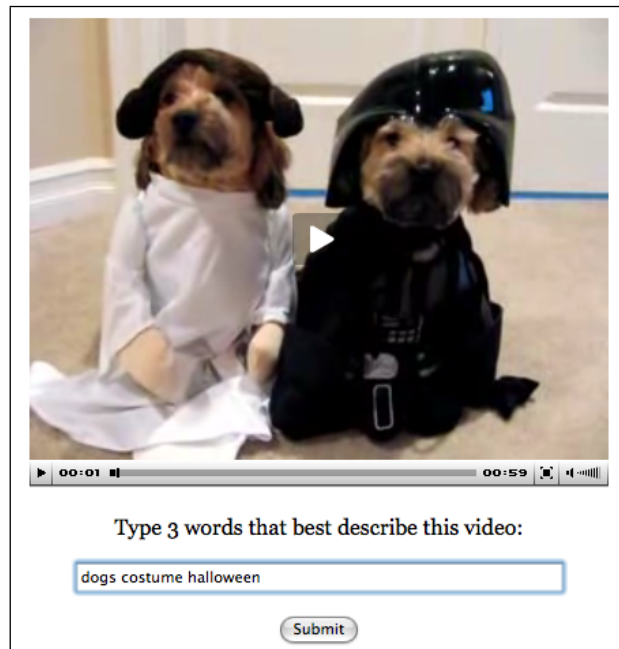 00:01 00:59
Type 3 words that best describe this video:
dogs costume halloween
Submit